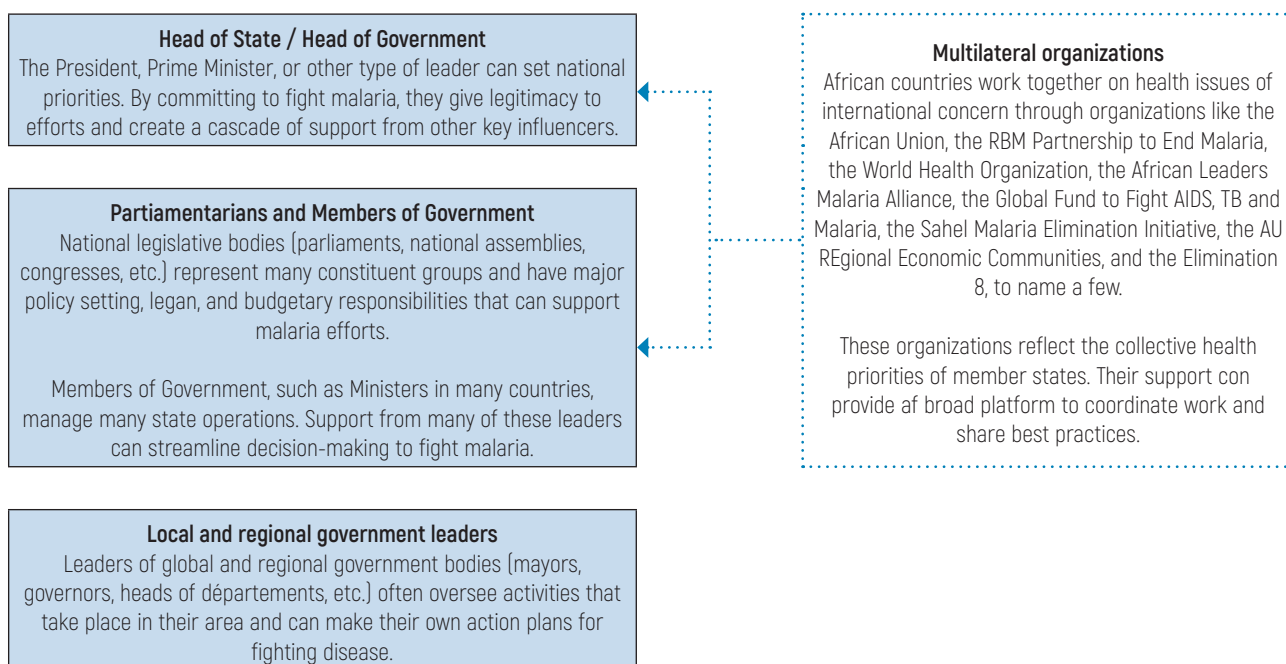 Head of State / Head of Government
The President, Prime Minister, or other type of leader can set national
priorities. By committing to fight malaria, they give legitimacy to
efforts and create a cascade of support from other key influencers.
Partiamentarians and Members of Government
National legislative bodies (parliaments, national assemblies,
congresses, etc.) represent many constituent groups and have major
policy setting, legan, and budgetary responsibilities that can support
malaria efforts.
Members of Government, such as Ministers in many countries,
manage many state operations. Support from many of these leaders
can streamline decision-making to fight malaria.
Local and regional government leaders
Leaders of global and regional government bodies (mayors,
governors, heads of départements, etc.) often oversee activities that
take place in their area and can make their own action plans for
fighting disease.
Multilateral organizations
African countries work together on health issues of
international concern through organizations like the
African Union, the RBM Partnership to End Malaria,
the World Health Organization, the African Leaders
Malaria Alliance, the Global Fund to Fight AIDS, TB and
Malaria, the Sahel Malaria Elimination Initiative, the AU
REgional Economic Communities, and the Elimination
8, to name a few.
These organizations reflect the collective health
priorities of member states. Their support con
provide af broad platform to coordinate work and
share best practices.